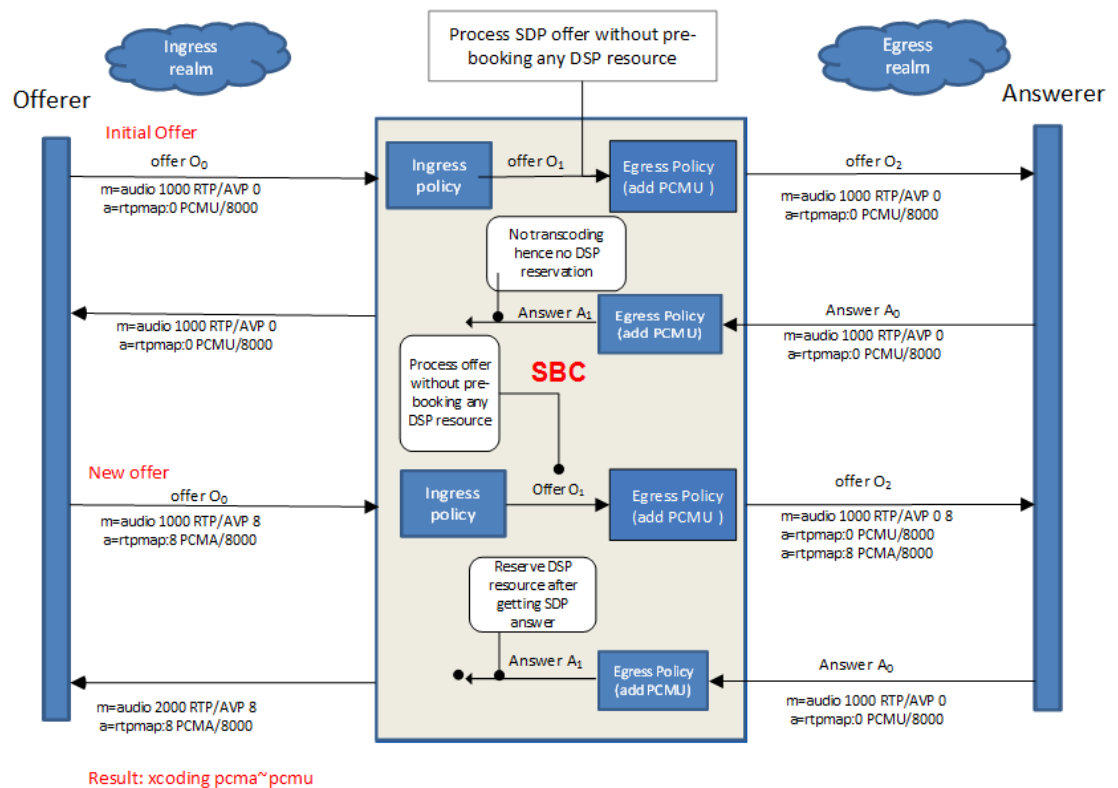 Ingress
realm
Process SDP offer without pre-
booking any DSP resource
Egress
realm
Offerer
Answerer
Initial Offer
offer O₀
m=audio 1000 RTP/AVP 0
a=rtpmap:0 PCMU/8000
Ingress
policy
offer O₁
Egress Policy
(add PCMU )
offer O₂
m=audio 1000 RTP/AVP 0
a=rtpmap:0 PCMU/8000
No transcoding
hence no DSP
reservation
m=audio 1000 RTP/AVP 0
a=rtpmap:0 PCMU/8000
Answer A₁
Egress Policy
(add PCMU)
Answer A₀
m=audio 1000 RTP/AVP 0
a=rtpmap:0 PCMU/8000
Process offer
without pre-
booking any
DSP resource
SBC
New offer
offer O₀
m=audio 1000 RTP/AVP 8
a=rtpmap:8 PCMA/8000
Ingress
policy
Offer O₁
Egress Policy
(add PCMU )
offer O₂
m=audio 1000 RTP/AVP 0 8
a=rtpmap:0 PCMU/8000
a=rtpmap:8 PCMA/8000
Reserve DSP
resource after
getting SDP
answer
m=audio 2000 RTP/AVP 8
a=rtpmap:8 PCMA/8000
Answer A₁
Egress Policy
(add PCMU)
Answer A₀
m=audio 1000 RTP/AVP 0
a=rtpmap:0 PCMU/8000
Result: xcoding pcma~pcmu